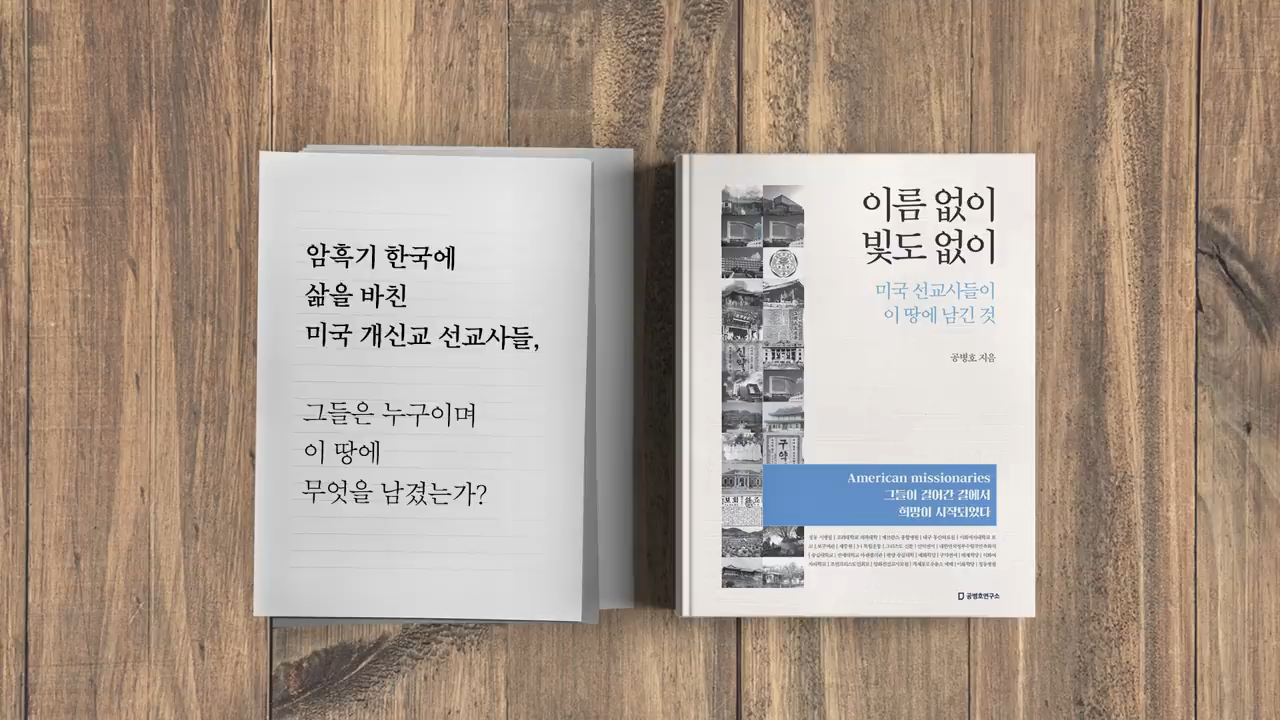 암흑기 한국에
삶을 바친
미국 개신교 선교사들,
그들은 누구이며
이 땅에
무엇을 남겼는가?
이름 없이
빛도 없이
미국 선교사들이
이 땅에 남긴 것
공병호 지음
구약
American missionaries
그들이 걸어간 길에서
희망이 시작되었다
공병호연구소